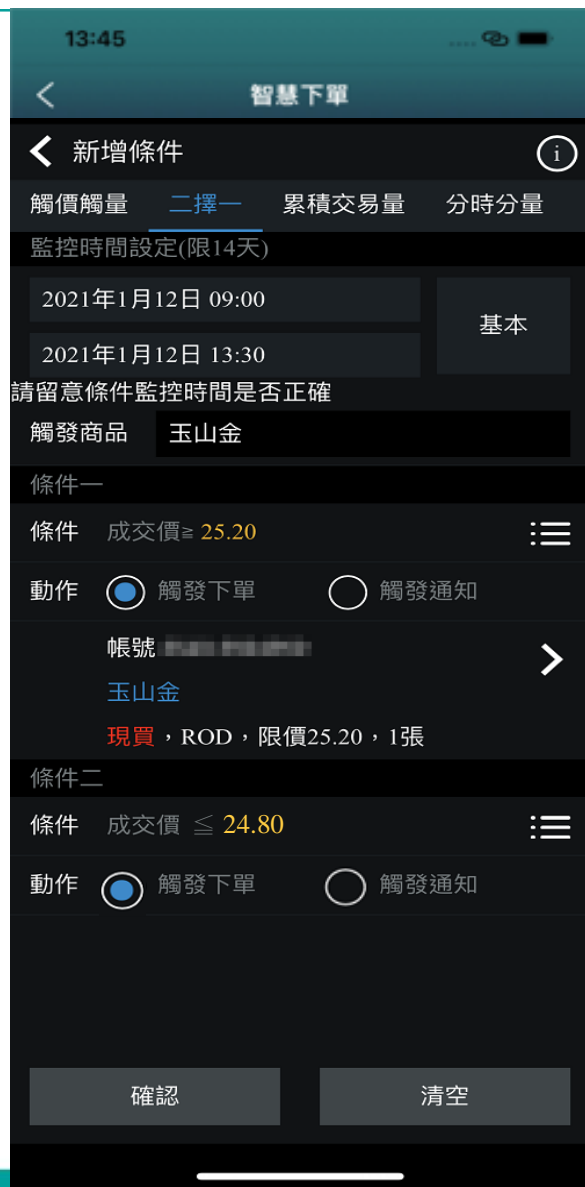 13:45
智慧下單
新增條件
i
觸價觸量 二擇一 累積交易量 分時分量
監控時間設定(限14天)
2021年1月12日 09:00
基本
2021年1月12日 13:30
請留意條件監控時間是否正確
觸發商品 玉山金
條件一
條件 成交價≧ 25.20
動作 觸發下單 觸發通知
帳號
玉山金
現買，ROD，限價25.20，1張
條件二
條件 成交價 ≦ 24.80
動作 觸發下單 觸發通知
確認 清空